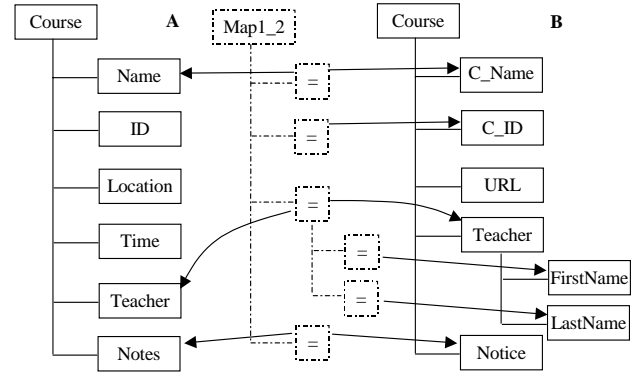 Course A Map1_2 Course B
Name = C_Name
ID = C_ID
Location URL
= Teacher
Time = FirstName
Teacher = LastName
Notes = Notice